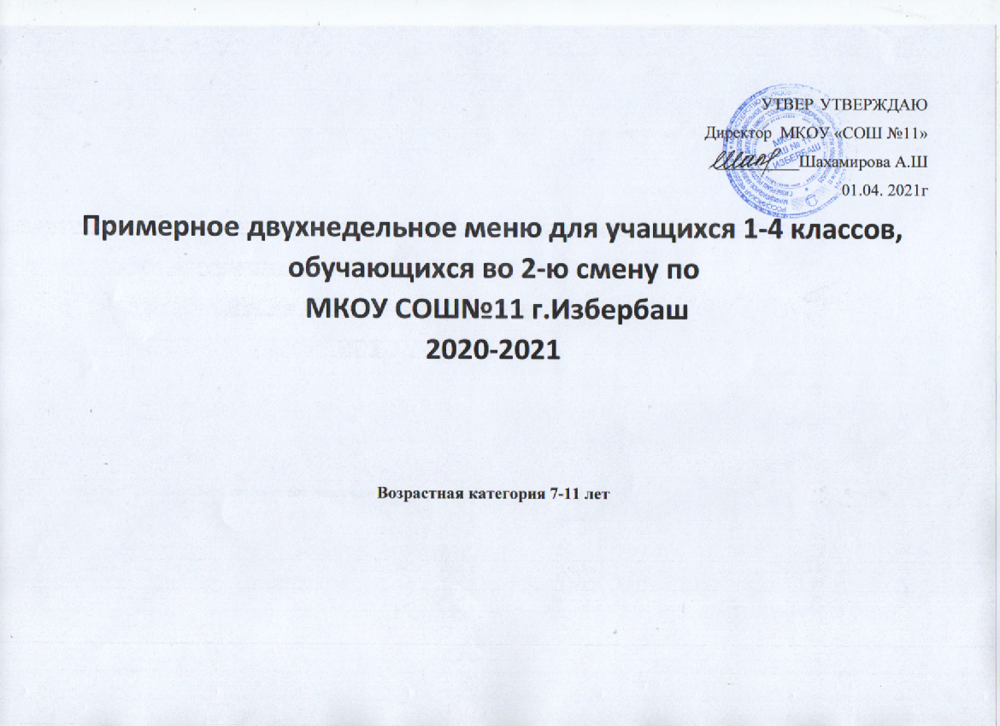 УТВЕР УТВЕРЖДАЮ
Директор МКОУ «СОШ №11»
Шахамирова А.Ш
01.04. 2021г
Примерное двухнедельное меню для учащихся 1-4 классов,
обучающихся во 2-ю смену по
МКОУ СОШ№11 г.Избербаш
2020-2021
Возрастная категория 7-11 лет